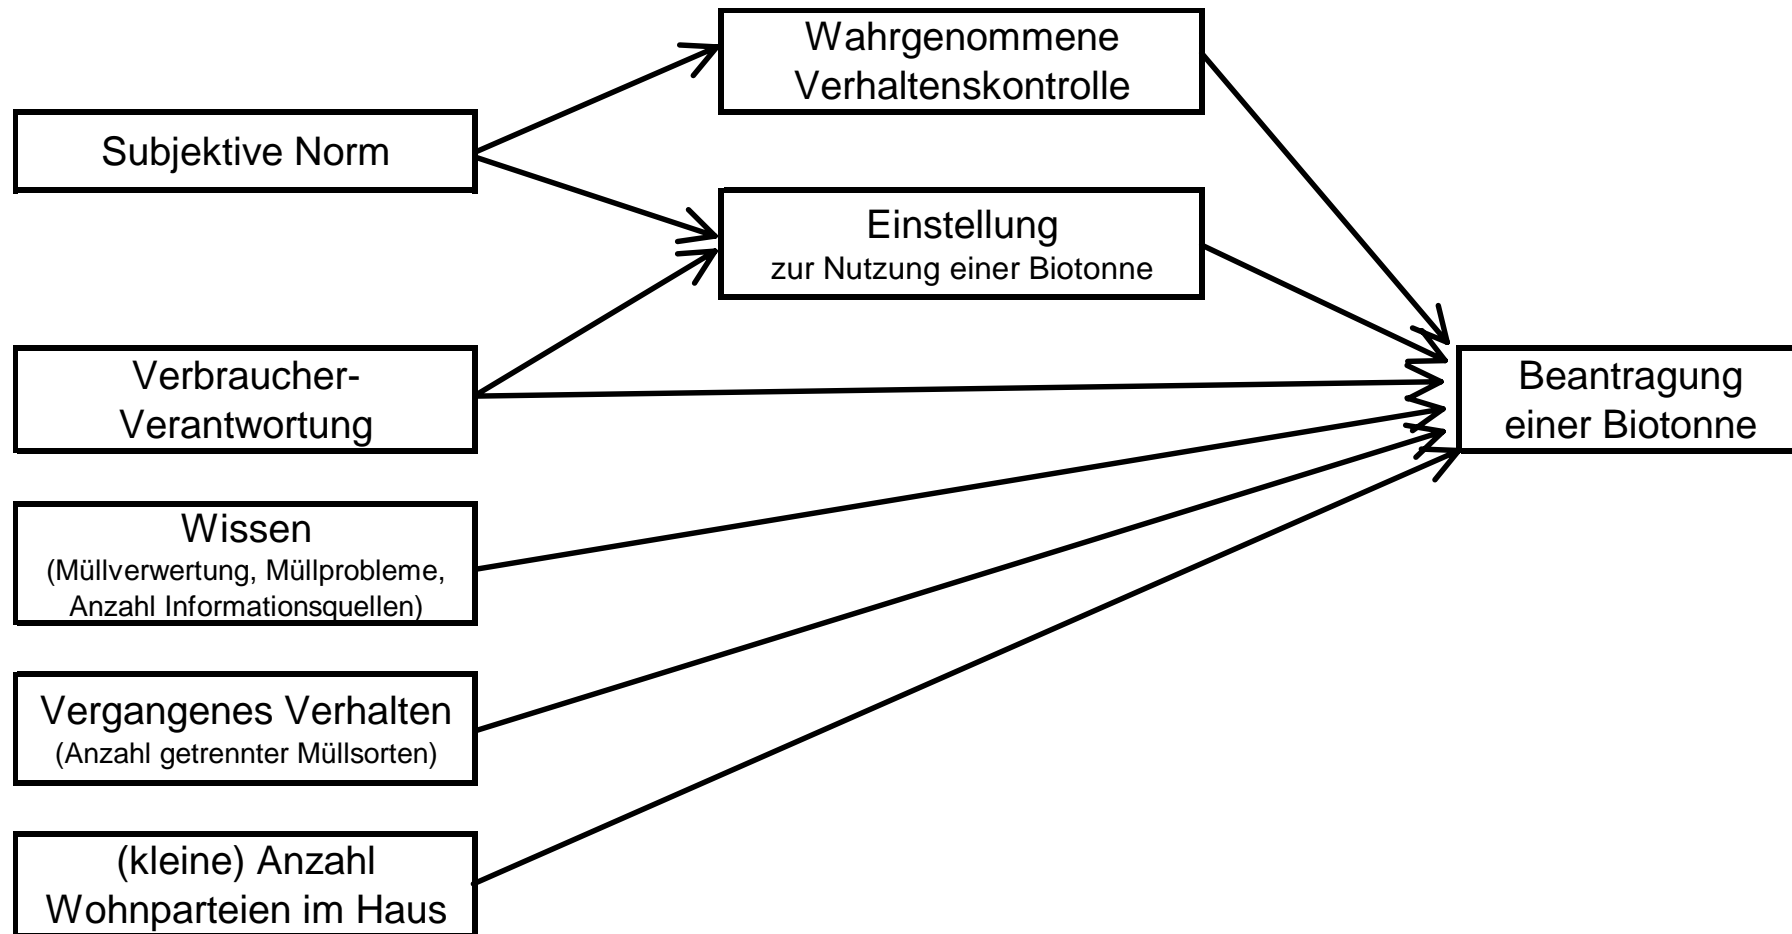 Wahrgenommene
Verhaltenskontrolle
Subjektive Norm
Einstellung
zur Nutzung einer Biotonne
Verbraucher-
Verantwortung
Beantragung
einer Biotonne
Wissen
(Müllverwertung, Müllprobleme,
Anzahl Informationsquellen)
Vergangenes Verhalten
(Anzahl getrennter Müllsorten)
(kleine) Anzahl
Wohnparteien im Haus